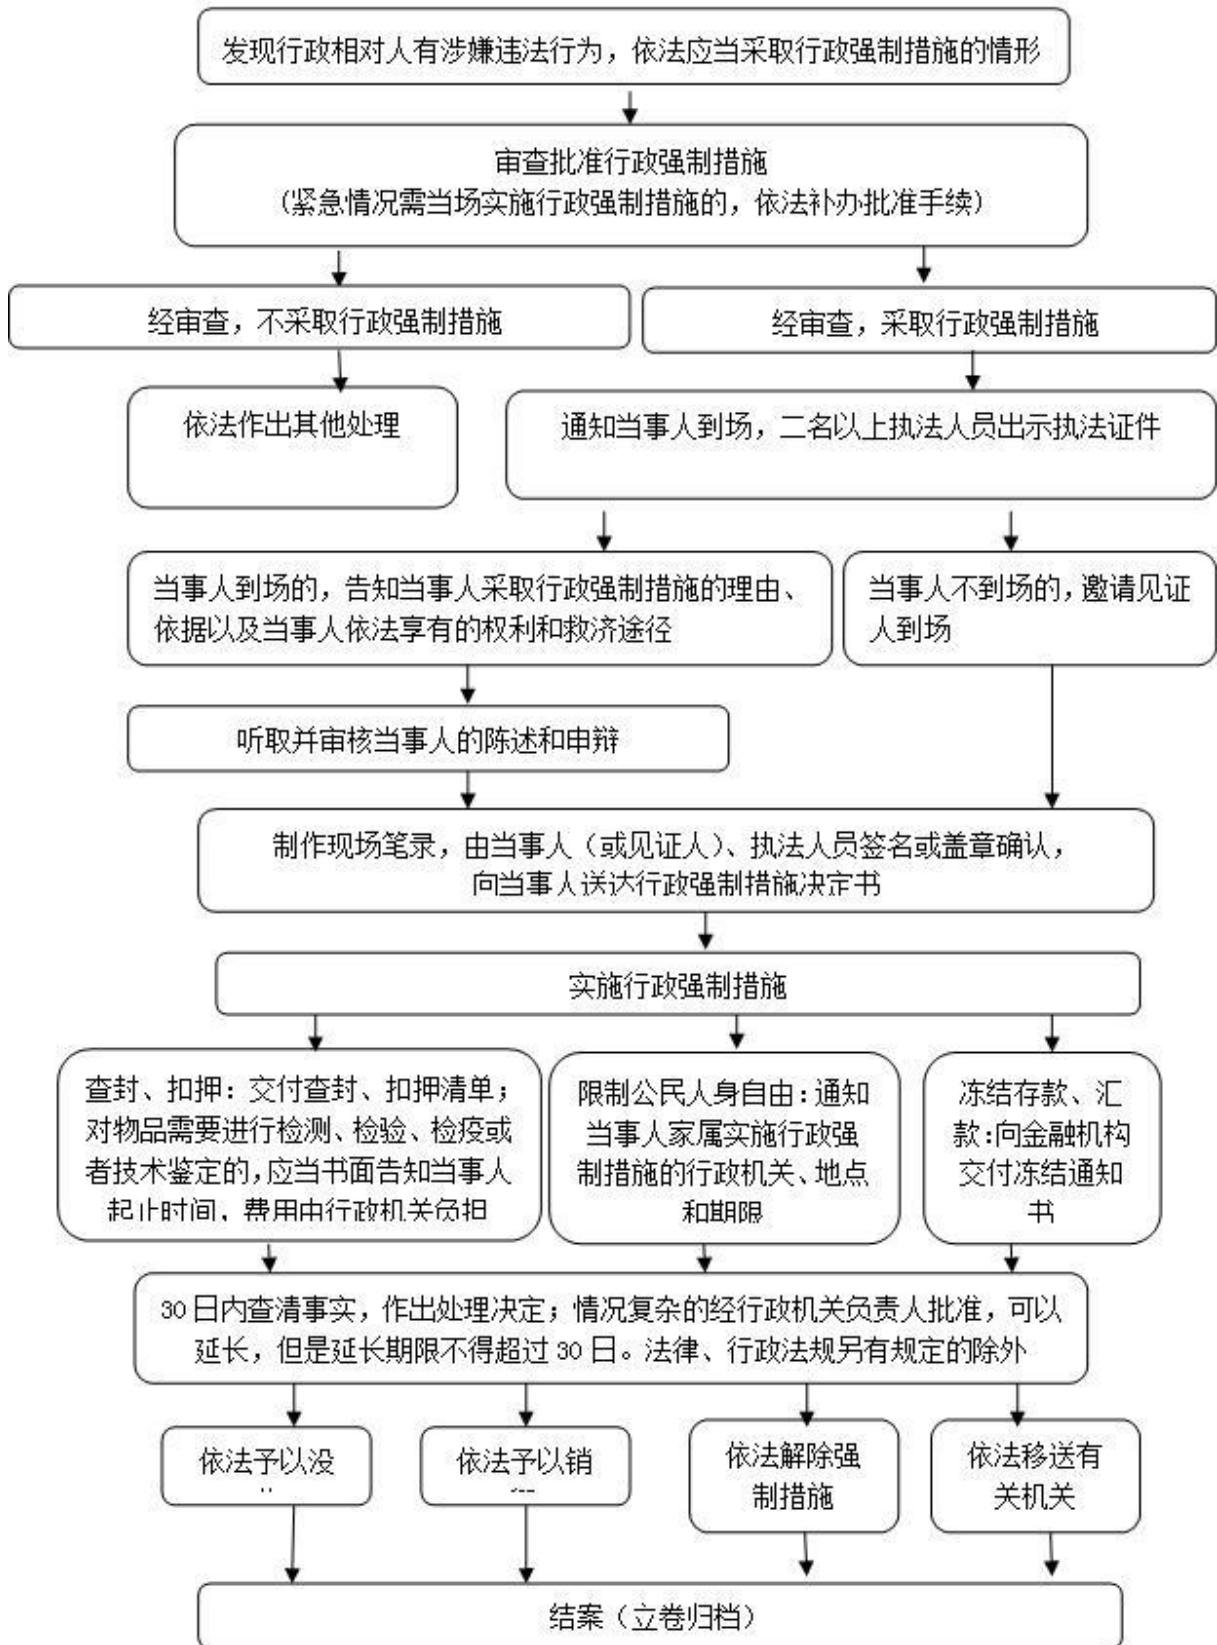 发现行政相对人有涉嫌违法行为，依法应当采取行政强制措施的情形
审查批准行政强制措施
（紧急情况需当场实施行政强制措施的，依法补办批准手续）
经审查，不采取行政强制措施
经审查，采取行政强制措施
依法作出其他处理
通知当事人到场，二名以上执法人员出示执法证件
当事人到场的，告知当事人采取行政强制措施的理由、
依据以及当事人依法享有的权利和救济途径
当事人不到场的，邀请见证
人到场
听取并审核当事人的陈述和申辩
制作现场笔录，由当事人（或见证人）、执法人员签名或盖章确认，
向当事人送达行政强制措施决定书
实施行政强制措施
查封、扣押：交付查封、扣押清单；
对物品需要进行检测、检验、检疫或
者技术鉴定的，应当书面告知当事人
起止时间，费用由行政机关负担
限制公民人身自由：通知
当事人家属实施行政强
制措施的行政机关、地点
和期限
冻结存款、汇
款：向金融机构
交付冻结通知
书
30日内查清事实，作出处理决定；情况复杂的经行政机关负责人批准，可以
延长，但是延长期限不得超过30日。法律、行政法规另有规定的除外
依法予以没
依法予以销
依法解除强
制措施
依法移送有
关机关
结案（立卷归档）